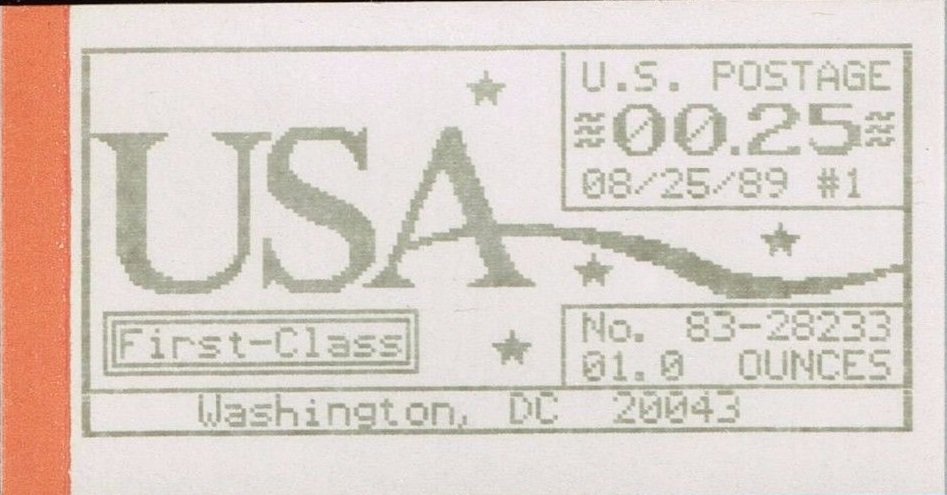 USA
U.S. POSTAGE
≈00.25≈
08/25/89 #1
First-Class
No. 83-28233
01.0 OUNCES
Washington, DC 20043